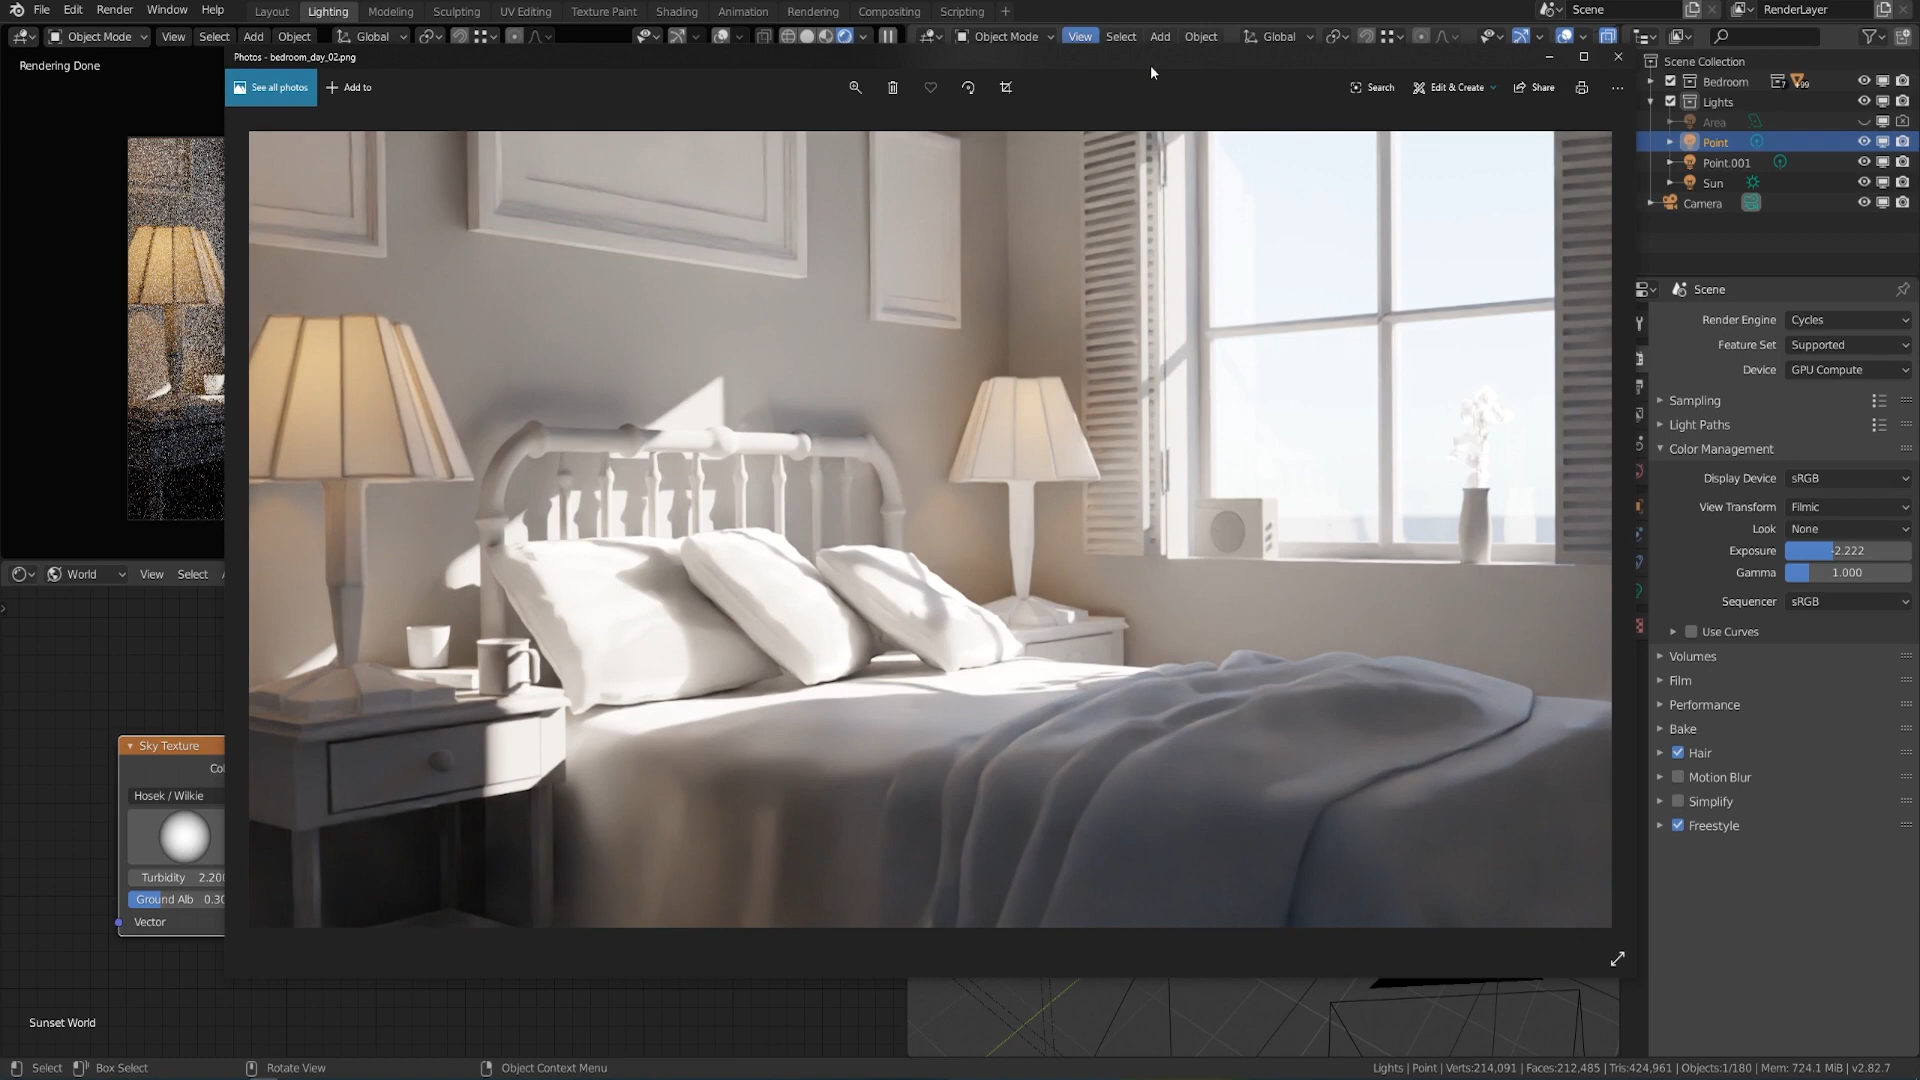 File Edit Render Window Help Layout Lighting Modeling Sculpting UV Editing Texture Paint Shading Animation Rendering Compositing Scripting + Scene RenderLayer
Object Mode View Select Add Object Global Object Mode View Select Add Object Global
Rendering Done
Photos - bedroom_day_02.png
See all photos + Add to Search Edit & Create Share
Scene Collection
Bedroom 7 99
Lights
Area
Point
Point.001
Sun
Camera
Scene
Render Engine Cycles
Feature Set Supported
Device GPU Compute
Sampling
Light Paths
Color Management
Display Device sRGB
View Transform Filmic
Look None
Exposure -2.222
Gamma 1.000
Sequencer sRGB
Use Curves
Volumes
Film
Performance
Bake
Hair
Motion Blur
Simplify
Freestyle
World View Select
Sky Texture
Col
Hosek / Wilkie
Turbidity 2.200
Ground Alb 0.30
Vector
Sunset World
Select Box Select Rotate View Object Context Menu Lights | Point | Verts:214,091 | Faces:212,485 | Tris:424,961 | Objects:1/180 | Mem: 724.1 MiB | v2.82.7